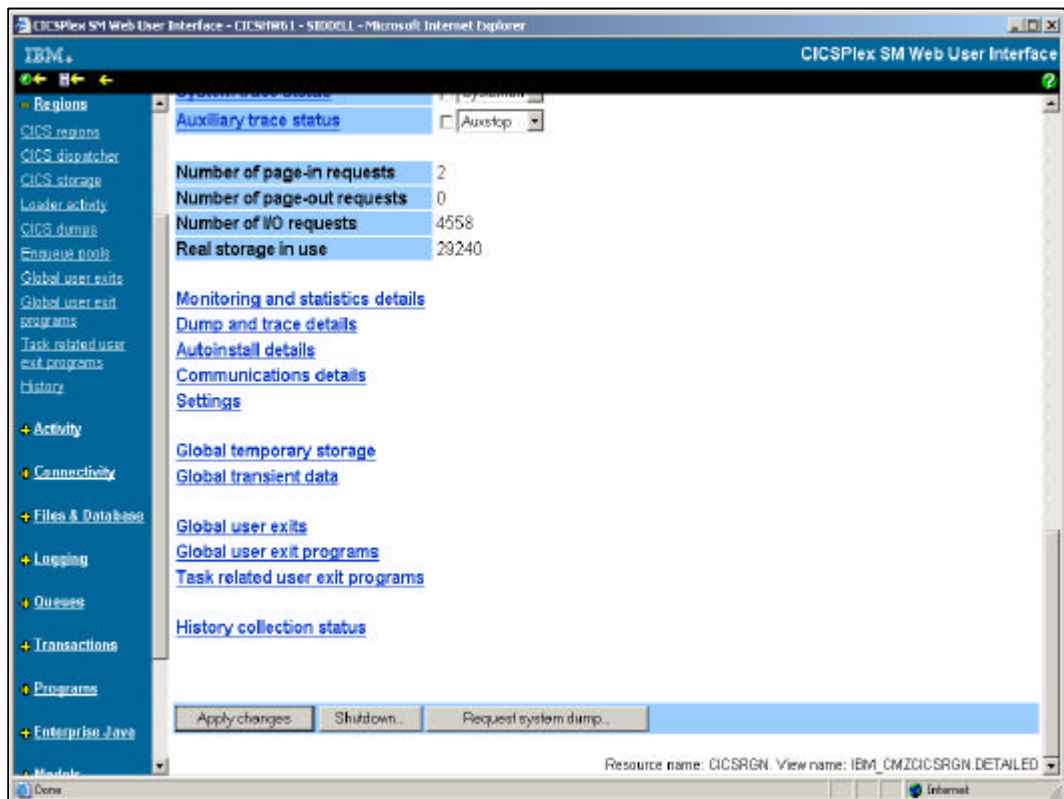 CICSPlex SM Web User Interface - CICSHW61 - SIDDELL - Microsoft Internet Explorer
IBM.
CICSPlex SM Web User Interface
Regions
CICS regions
CICS dispatcher
CICS storage
Loader activity
CICS dumps
Enqueue pools
Global user exits
Global user exit
programs
Task related user
exit programs
History
Activity
Connectivity
Files & Database
Logging
Queues
Transactions
Programs
Enterprise Java
Models
System trace status
Auxiliary trace status Auxstop
Number of page-in requests 2
Number of page-out requests 0
Number of I/O requests 4558
Real storage in use 29240
Monitoring and statistics details
Dump and trace details
Autoinstall details
Communications details
Settings
Global temporary storage
Global transient data
Global user exits
Global user exit programs
Task related user exit programs
History collection status
Apply changes Shutdown.. Request system dump...
Resource name: CICSRGN. View name: IBM_CMZCICSRGN.DETAILED
Done Internet